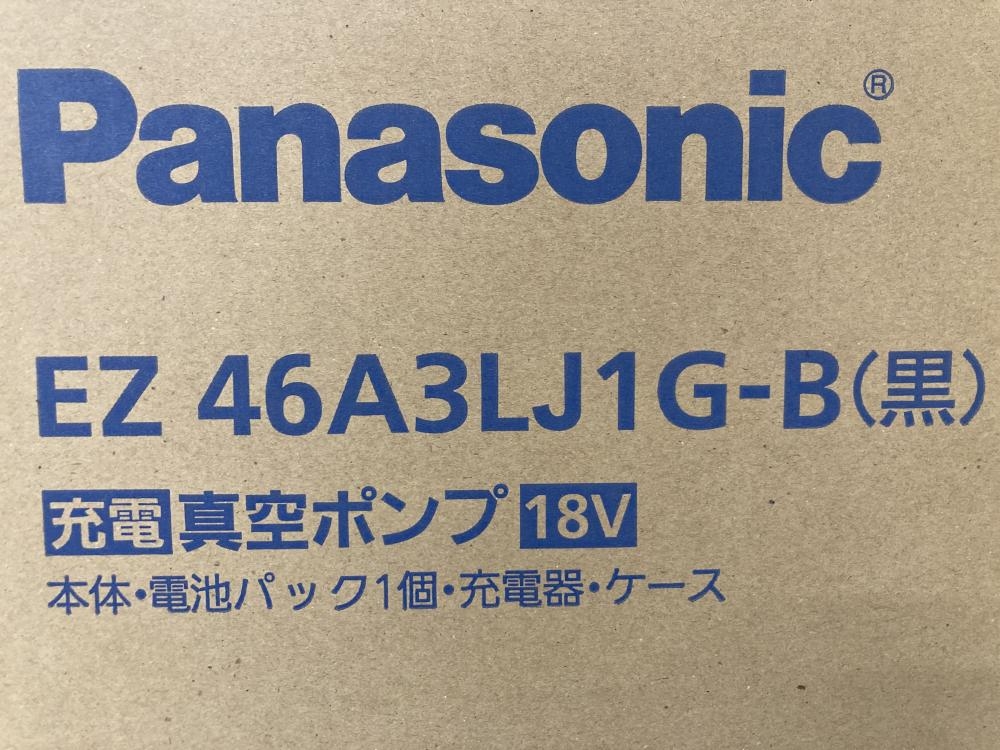 Panasonic®
EZ 46A3LJ1G-B(黒)
充電 真空ポンプ 18V
本体・電池パック1個・充電器・ケース